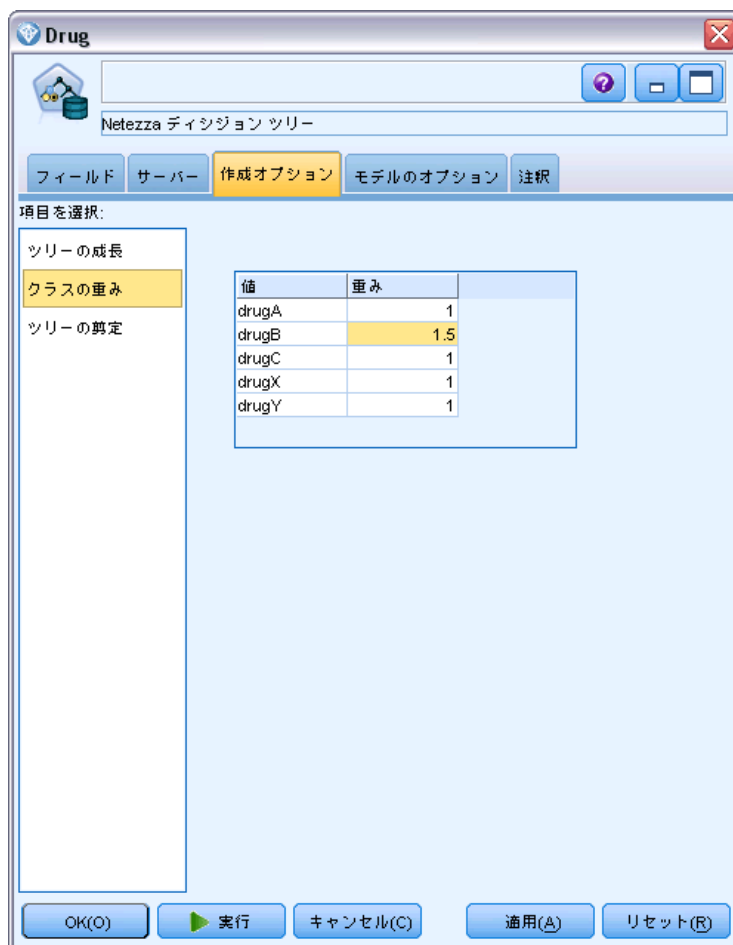 Drug
Netezza ディシジョン ツリー
フィールド サーバー 作成オプション モデルのオプション 注釈
項目を選択:
ツリーの成長
クラスの重み
ツリーの剪定
値 重み
drugA 1
drugB 1.5
drugC 1
drugX 1
drugY 1
OK(O) 実行 キャンセル(C) 適用(A) リセット(R)